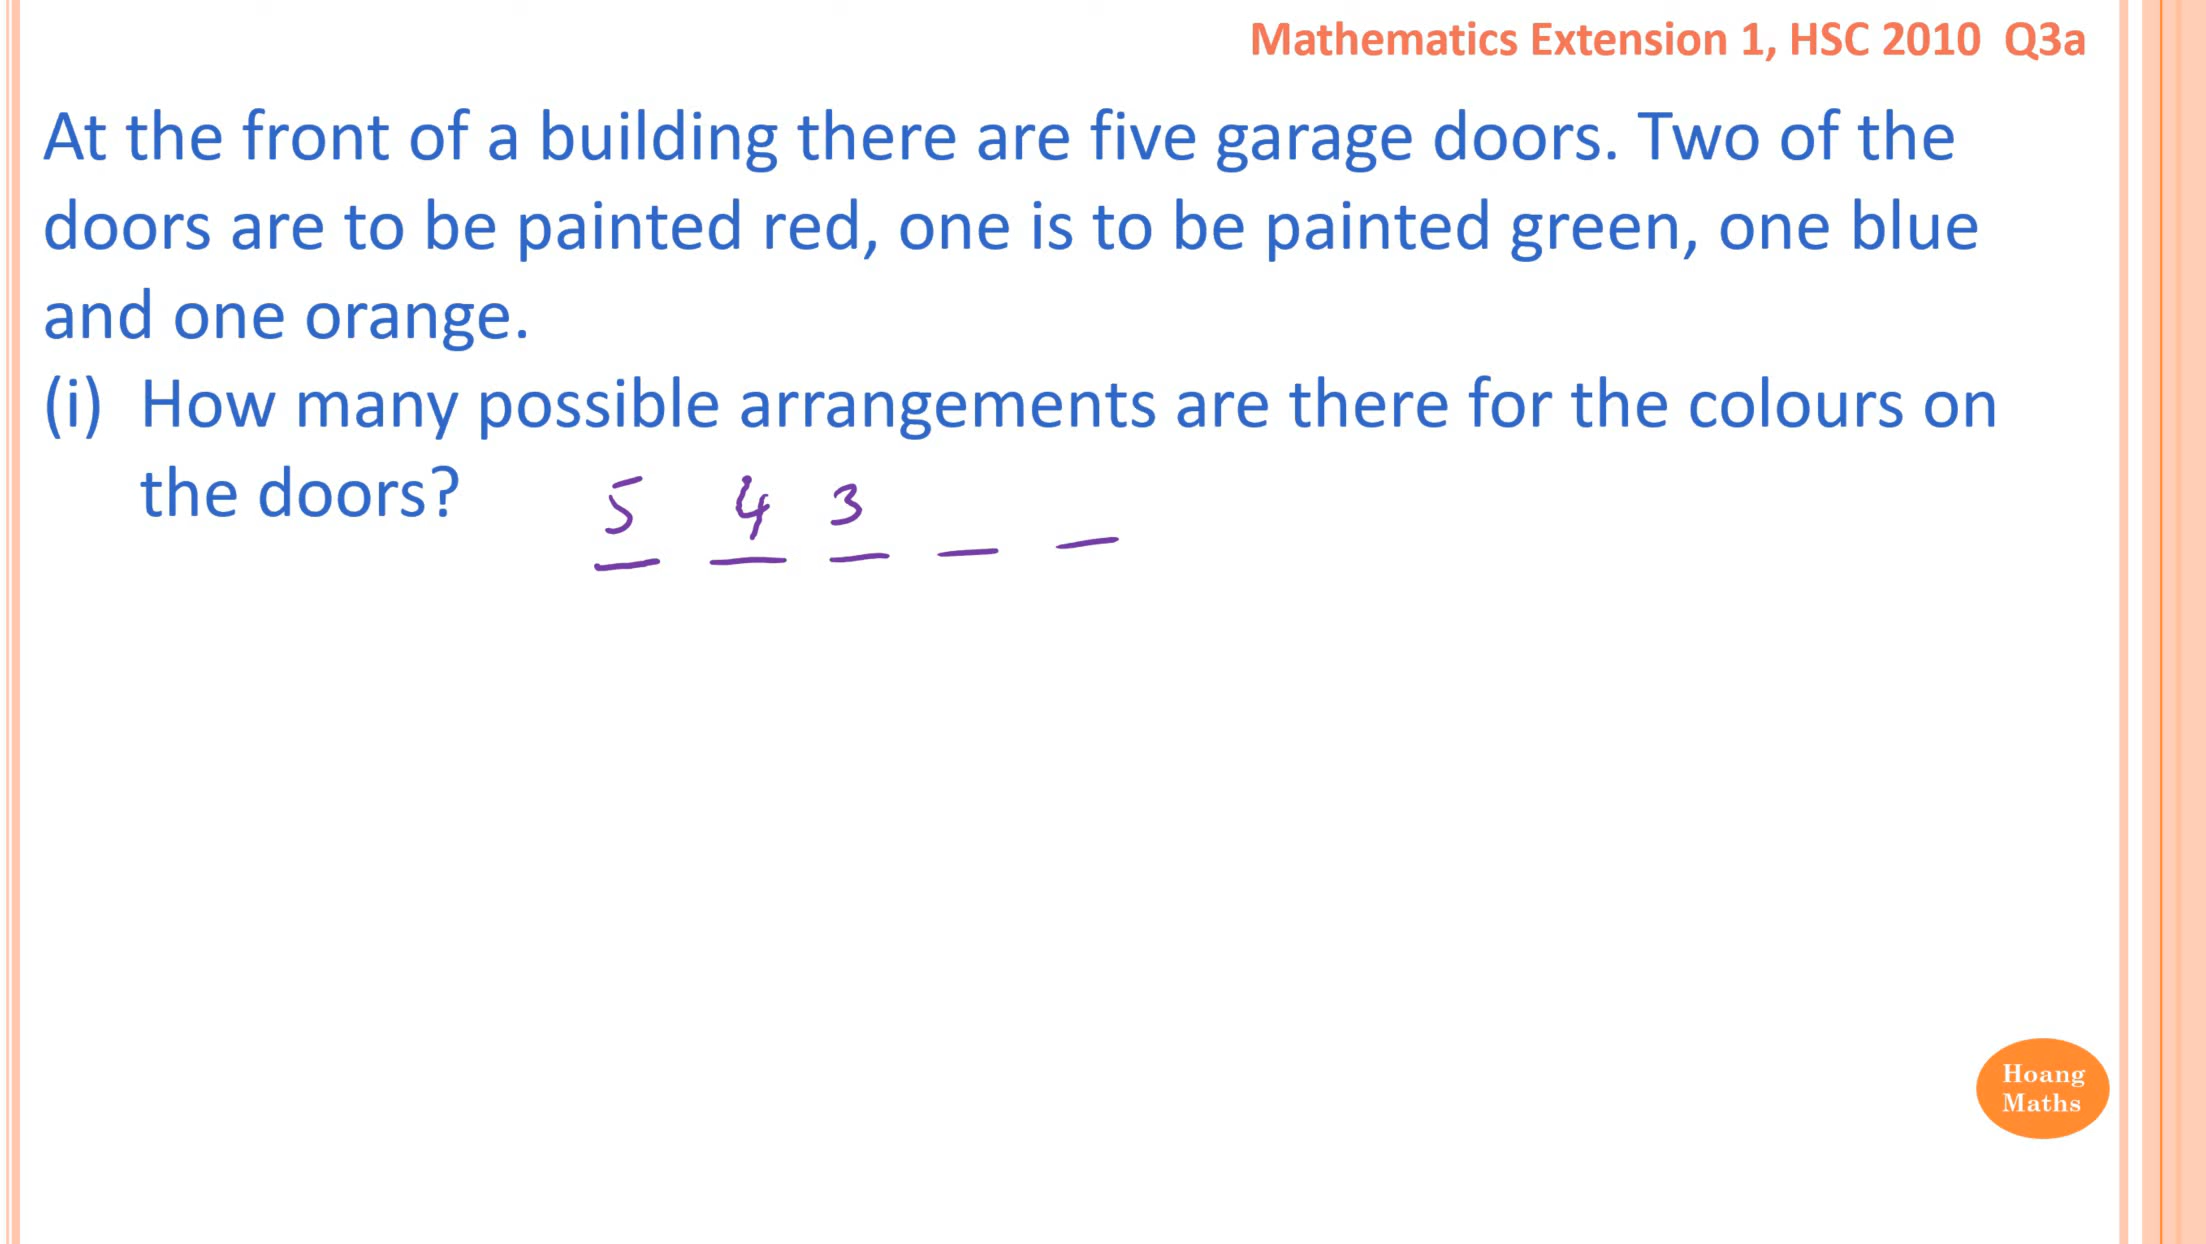 Mathematics Extension 1, HSC 2010 Q3a
At the front of a building there are five garage doors. Two of the
doors are to be painted red, one is to be painted green, one blue
and one orange.
(i) How many possible arrangements are there for the colours on
the doors? 5 4 3
Hoang
Maths